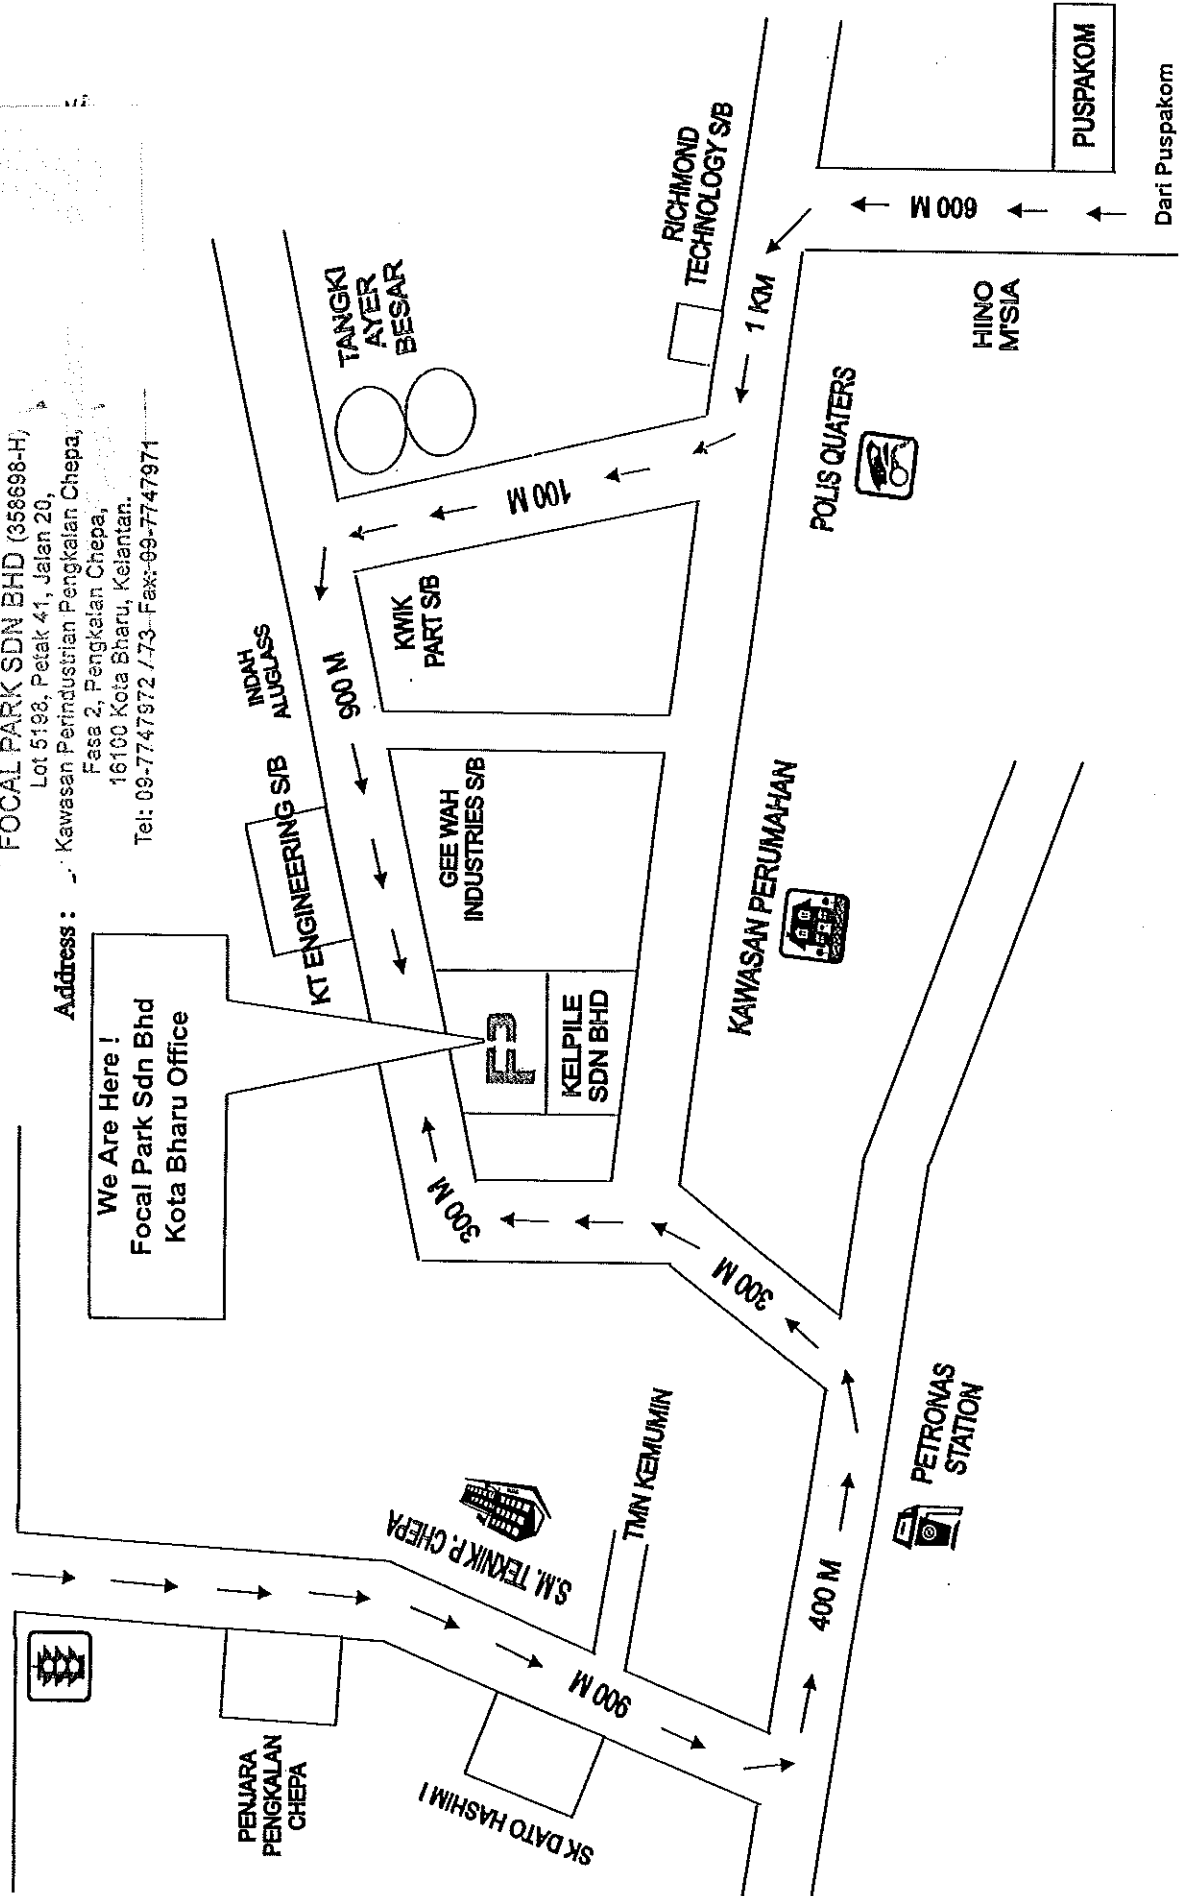 FOCAL PARK SDN BHD (358698-H)
Address :
Lot 5198, Petak 41, Jalan 20,
Kawasan Perindustrian Pengkalan Chepa,
Fasa 2, Pengkalan Chepa,
16100 Kota Bharu, Kelantan.
Tel: 09-7747972 / 73 Fax: 09-7747971
We Are Here !
Focal Park Sdn Bhd
Kota Bharu Office
PENJARA
PENGKALAN
CHEPA
SK DATO HASHIM I
S.M. TEKNIK P. CHEPA
900 M
TMN KEMUMIN
400 M
PETRONAS
STATION
300 M
300 M
FP
KELPILE
SDN BHD
KT ENGINEERING S/B
INDAH
ALUGLASS
GEE WAH
INDUSTRIES S/B
900 M
KWIK
PART S/B
TANGKI
AYER
BESAR
100 M
KAWASAN PERUMAHAN
POLIS QUATERS
RICHMOND
TECHNOLOGY S/B
1 KM
HINO
M'SIA
600 M
PUSPAKOM
Dari Puspakom